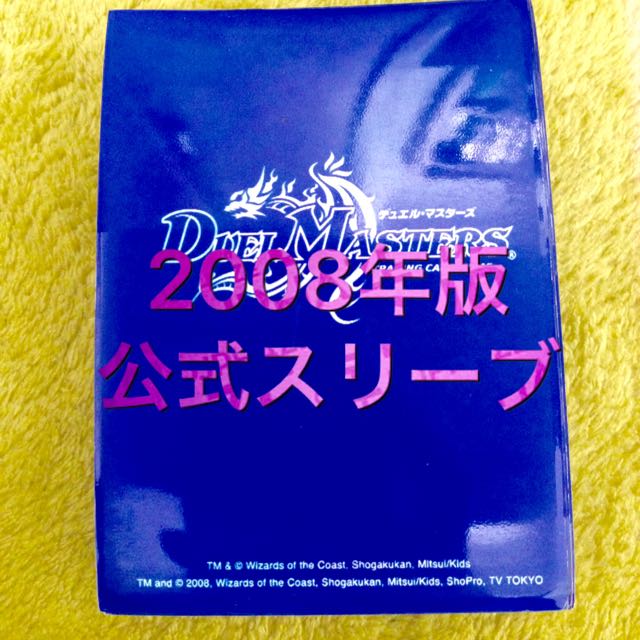 デュエル・マスターズ
DUEL MASTERS®
TRADING CA
2008年版
公式スリーブ
TM & © Wizards of the Coast, Shogakukan, Mitsui/Kids
TM and © 2008, Wizards of the Coast, Shogakukan, Mitsui/Kids, ShoPro, TV TOKYO